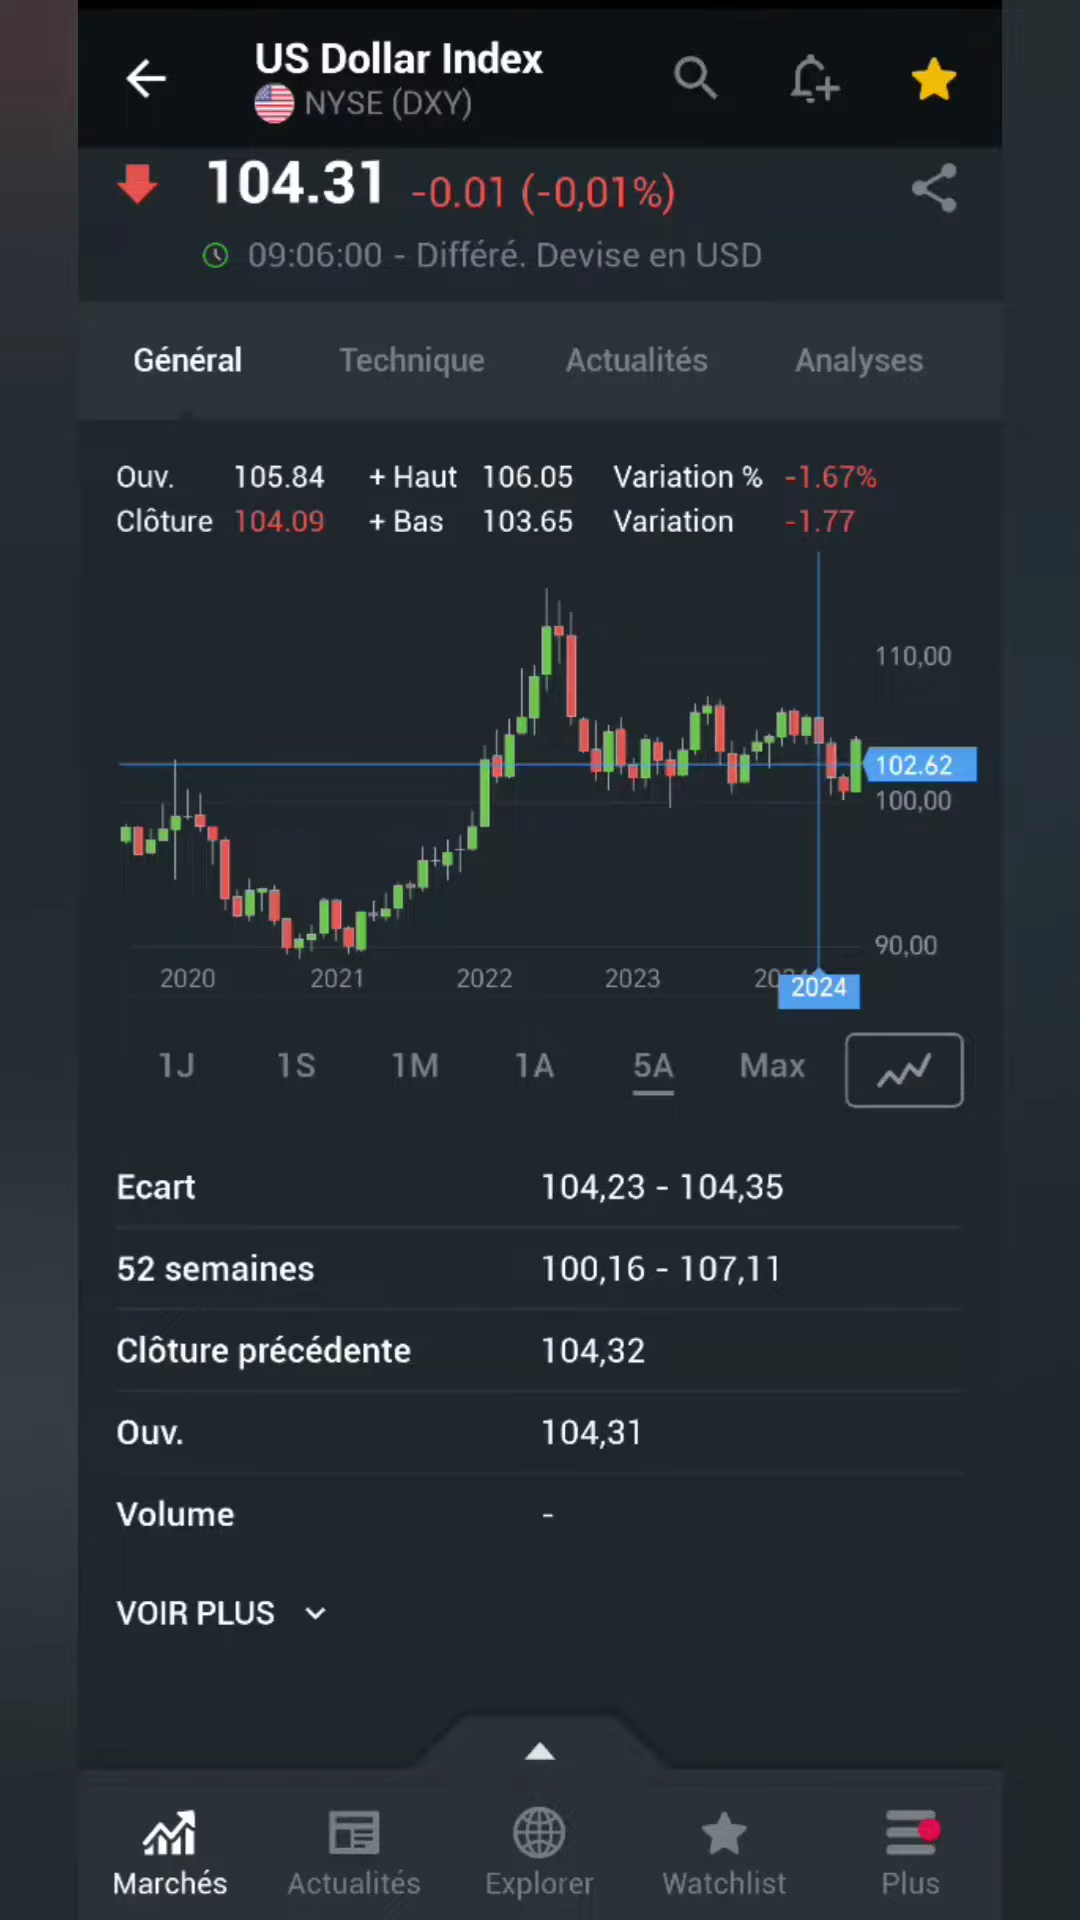 US Dollar Index
NYSE (DXY)
104.31 -0.01 (-0,01%)
09:06:00 - Différé. Devise en USD
Général Technique Actualités Analyses
Ouv. 105.84 + Haut 106.05 Variation % -1.67%
Clôture 104.09 + Bas 103.65 Variation -1.77
110,00
102.62
100,00
90,00
2020 2021 2022 2023 2024
1J 1S 1M 1A 5A Max
Ecart 104,23 - 104,35
52 semaines 100,16 - 107,11
Clôture précédente 104,32
Ouv. 104,31
Volume -
VOIR PLUS
Marchés Actualités Explorer Watchlist Plus